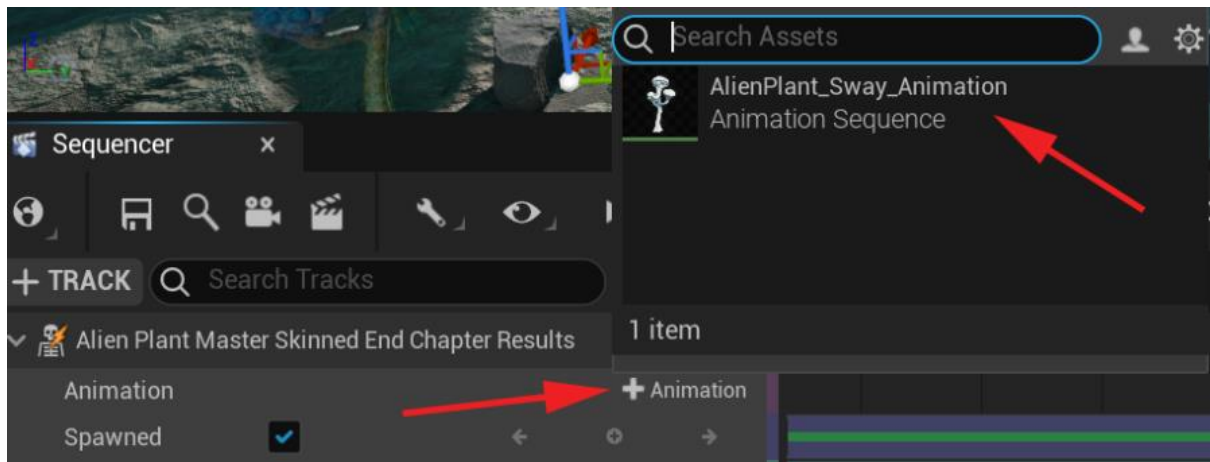 Search Assets
AlienPlant_Sway_Animation
Animation Sequence
Sequencer
+ TRACK
Search Tracks
Alien Plant Master Skinned End Chapter Results
1 item
Animation
+ Animation
Spawned